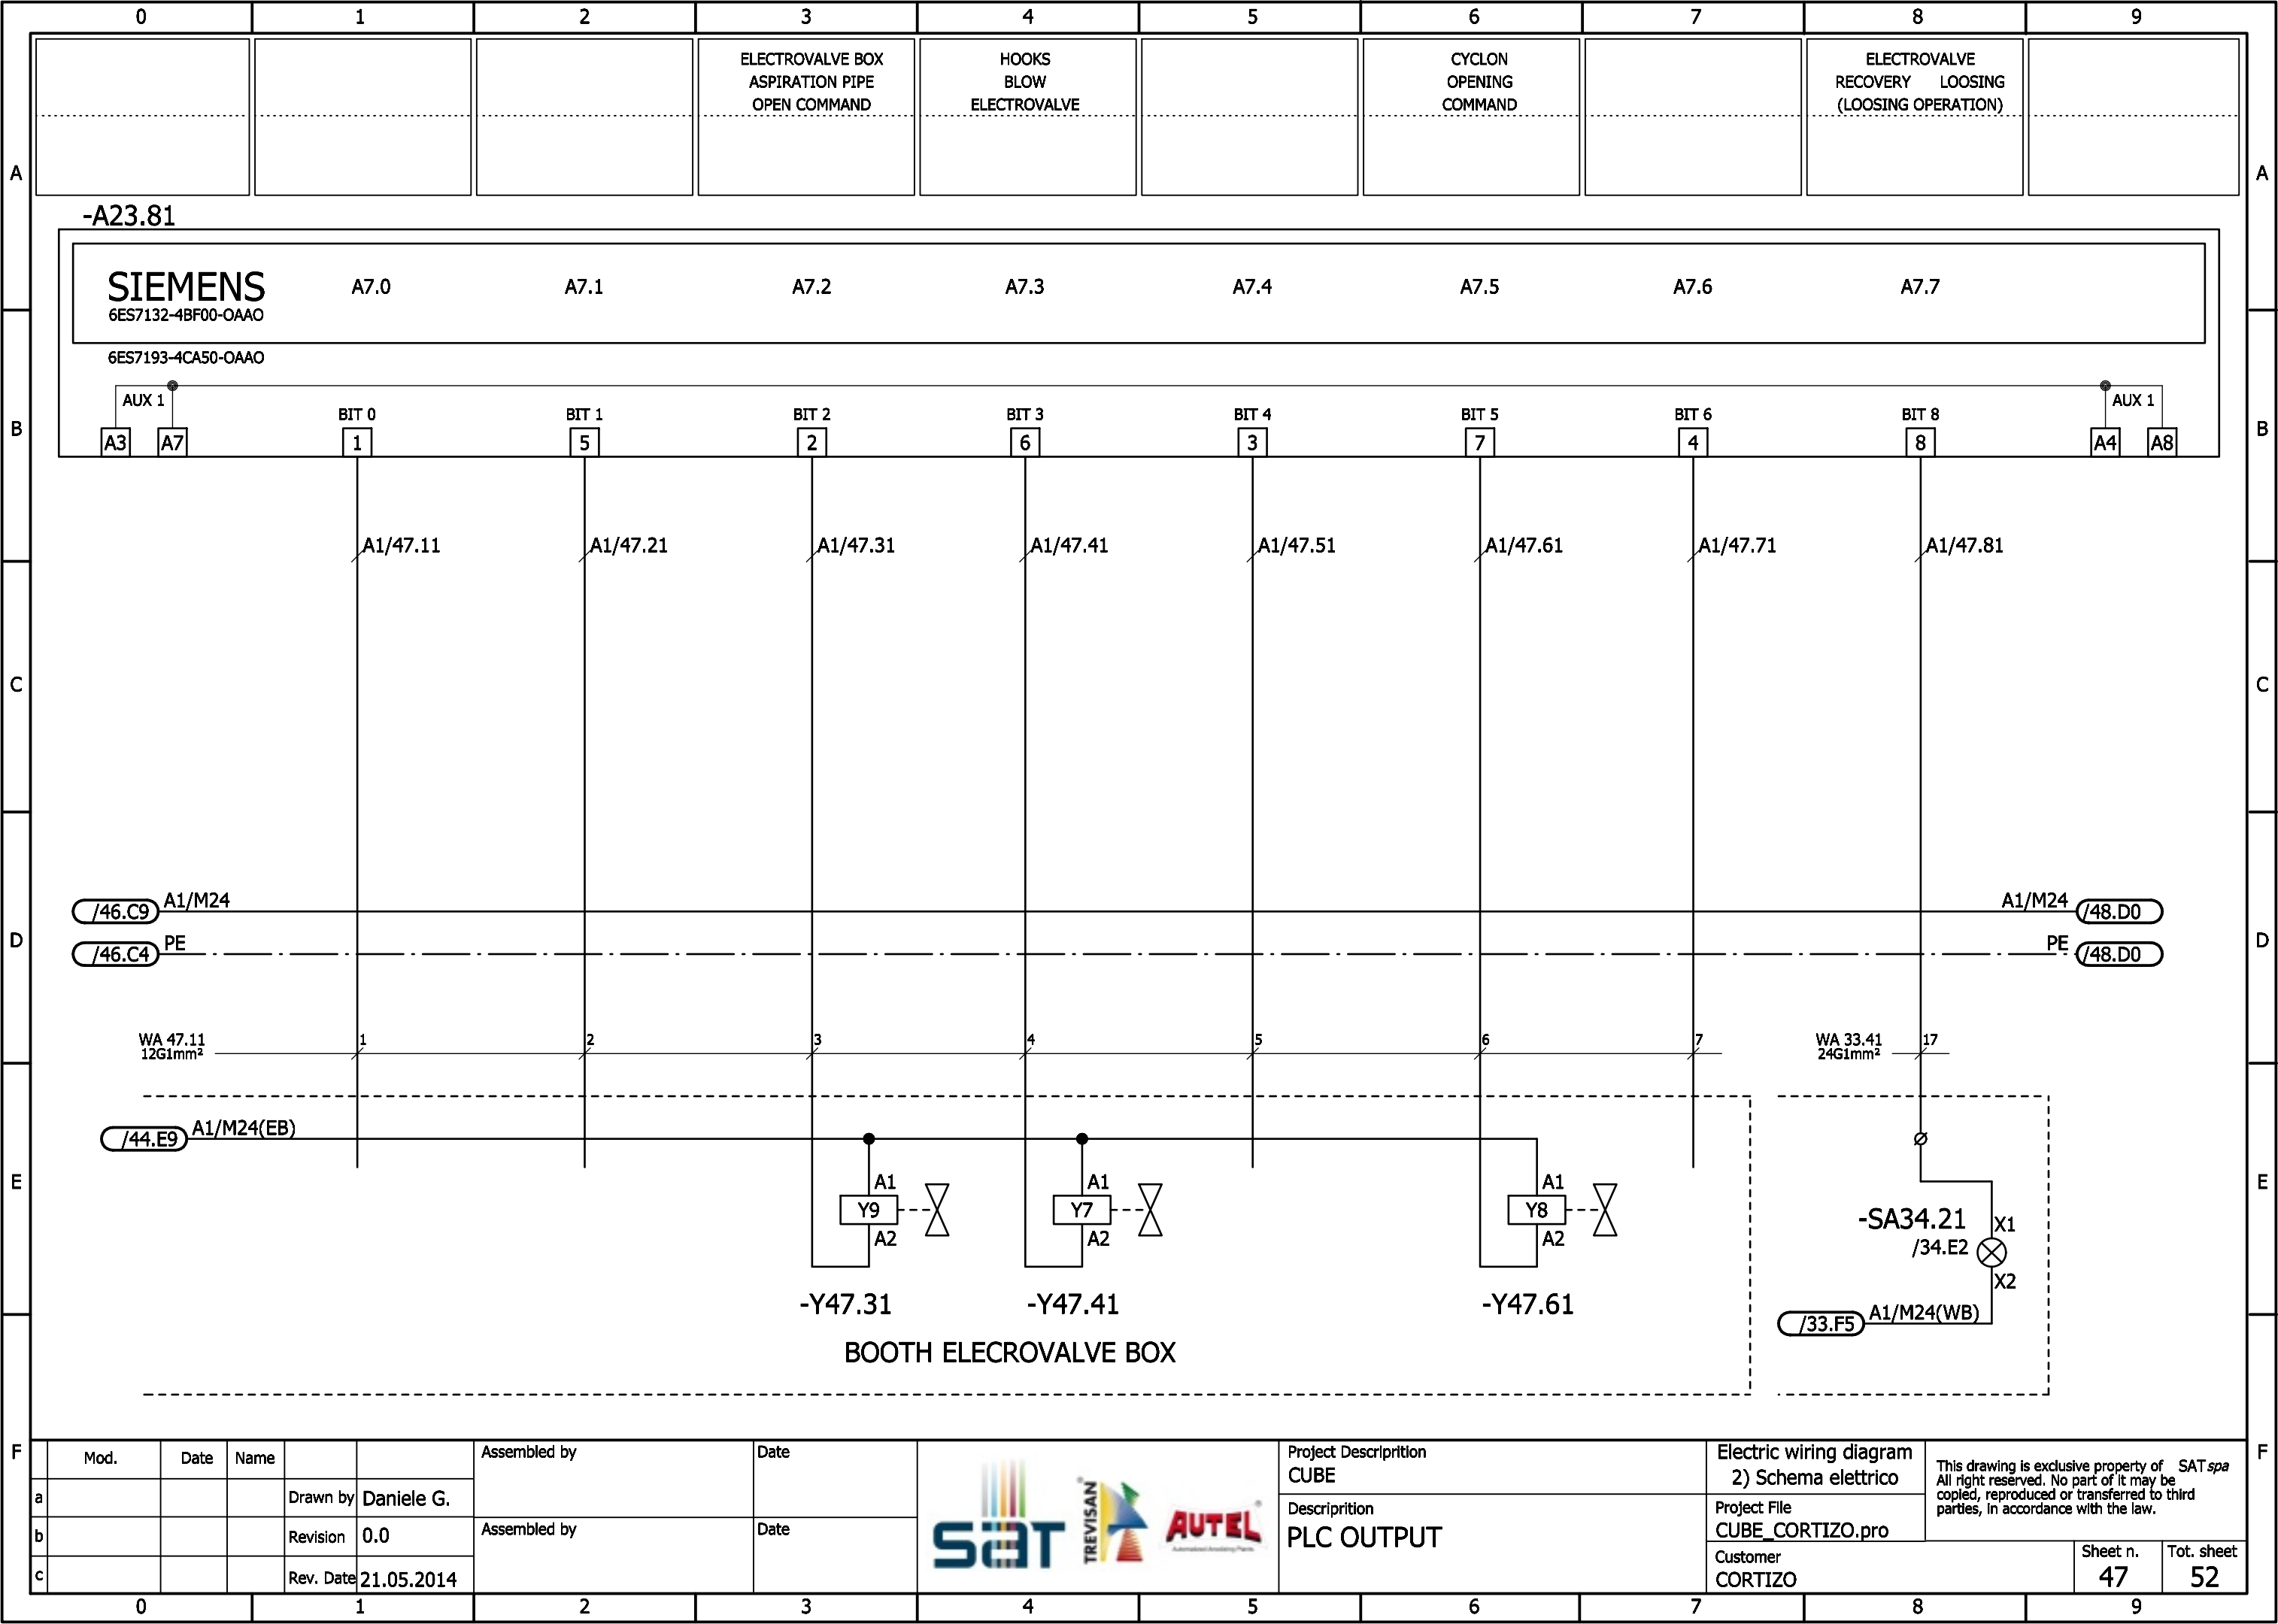 0 1 2 3 4 5 6 7 8 9
ELECTROVALVE BOX
ASPIRATION PIPE
OPEN COMMAND
HOOKS
BLOW
ELECTROVALVE
CYCLON
OPENING
COMMAND
ELECTROVALVE
RECOVERY LOOSING
(LOOSING OPERATION)
A A
-A23.81
SIEMENS
6ES7132-4BF00-OAAO
A7.0 A7.1 A7.2 A7.3 A7.4 A7.5 A7.6 A7.7
6ES7193-4CA50-OAAO
AUX 1 AUX 1
BIT 0 BIT 1 BIT 2 BIT 3 BIT 4 BIT 5 BIT 6 BIT 8
B B
A3 A7 1 5 2 6 3 7 4 8 A4 A8
A1/47.11 A1/47.21 A1/47.31 A1/47.41 A1/47.51 A1/47.61 A1/47.71 A1/47.81
C C
A1/M24 A1/M24
/46.C9 /48.D0
D D
PE PE
/46.C4 /48.D0
WA 47.11
12G1mm²
1 2 3 4 5 6 7
WA 33.41
24G1mm²
17
/44.E9 A1/M24(EB)
E E
A1 A1 A1
Y9 Y7 Y8
A2 A2 A2
-SA34.21
/34.E2
X1
X2
-Y47.31 -Y47.41 -Y47.61
/33.F5 A1/M24(WB)
BOOTH ELECROVALVE BOX
F F
Mod. Date Name
a
b
c
Drawn by Daniele G.
Revision 0.0
Rev. Date 21.05.2014
Assembled by Date
Assembled by Date
SAT
TREVISAN
®
AUTEL
®
Automatized Anodizing Plants
Project Descriprition
CUBE
Descriprition
PLC OUTPUT
Electric wiring diagram
2) Schema elettrico
Project File
CUBE_CORTIZO.pro
Customer
CORTIZO
This drawing is exclusive property of SAT spa
All right reserved. No part of it may be
copied, reproduced or transferred to third
parties, in accordance with the law.
Sheet n.
47
Tot. sheet
52
0 1 2 3 4 5 6 7 8 9